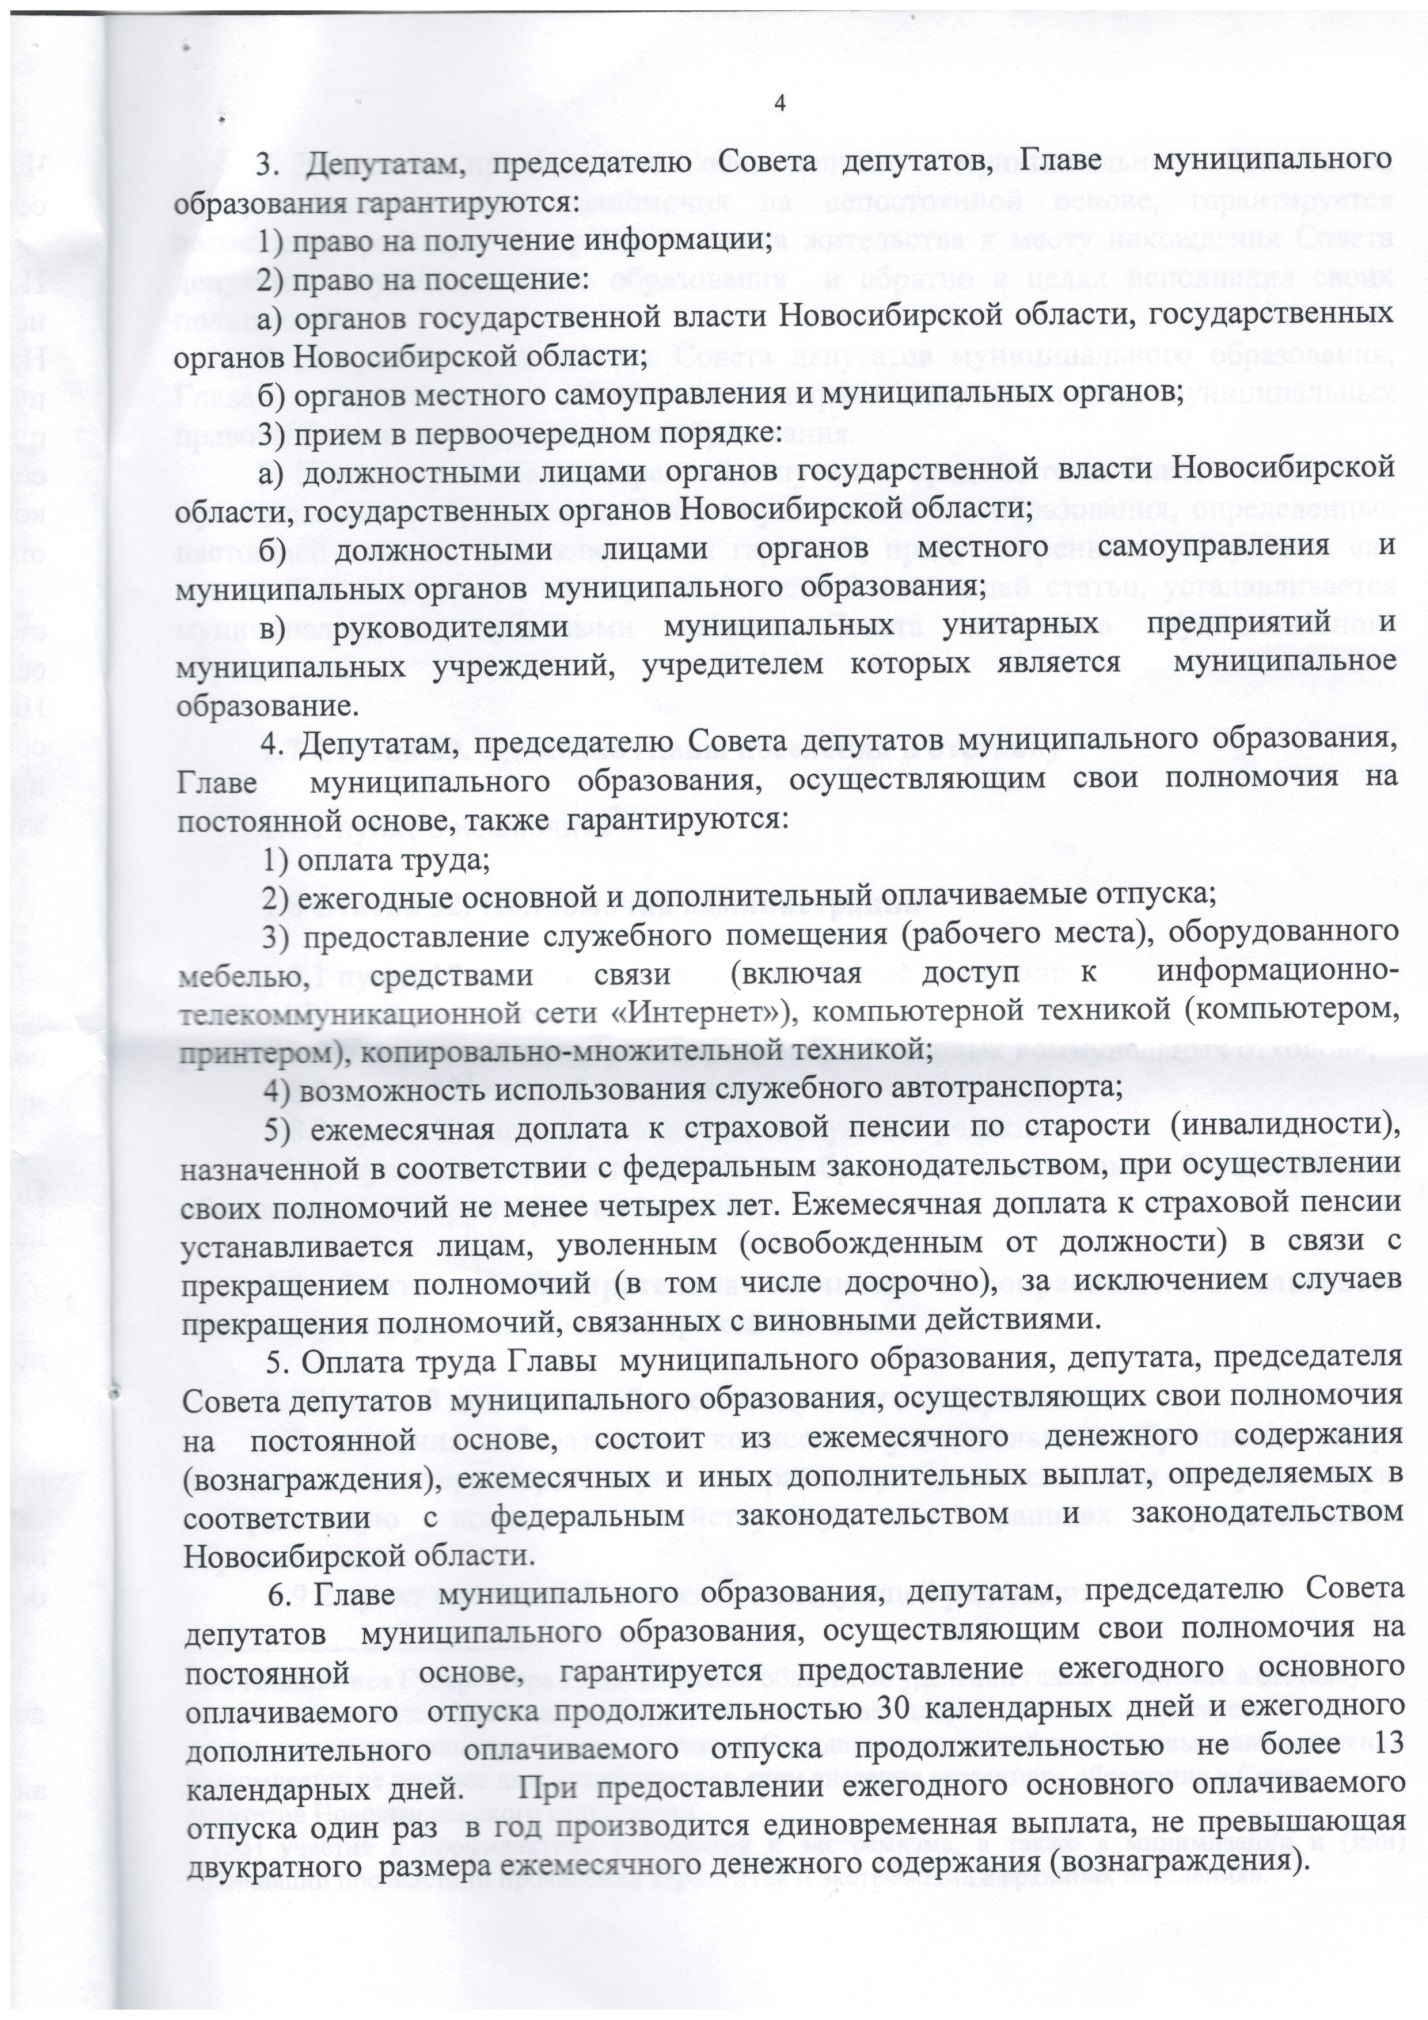 4
3. Депутатам, председателю Совета депутатов, Главе муниципального
образования гарантируются:
1) право на получение информации;
2) право на посещение:
а) органов государственной власти Новосибирской области, государственных
органов Новосибирской области;
б) органов местного самоуправления и муниципальных органов;
3) прием в первоочередном порядке:
а) должностными лицами органов государственной власти Новосибирской
области, государственных органов Новосибирской области;
б) должностными лицами органов местного самоуправления и
муниципальных органов муниципального образования;
в) руководителями муниципальных унитарных предприятий и
муниципальных учреждений, учредителем которых является муниципальное
образование.
4. Депутатам, председателю Совета депутатов муниципального образования,
Главе муниципального образования, осуществляющим свои полномочия на
постоянной основе, также гарантируются:
1) оплата труда;
2) ежегодные основной и дополнительный оплачиваемые отпуска;
3) предоставление служебного помещения (рабочего места), оборудованного
мебелью, средствами связи (включая доступ к информационно-
телекоммуникационной сети «Интернет»), компьютерной техникой (компьютером,
принтером), копировально-множительной техникой;
4) возможность использования служебного автотранспорта;
5) ежемесячная доплата к страховой пенсии по старости (инвалидности),
назначенной в соответствии с федеральным законодательством, при осуществлении
своих полномочий не менее четырех лет. Ежемесячная доплата к страховой пенсии
устанавливается лицам, уволенным (освобожденным от должности) в связи с
прекращением полномочий (в том числе досрочно), за исключением случаев
прекращения полномочий, связанных с виновными действиями.
5. Оплата труда Главы муниципального образования, депутата, председателя
Совета депутатов муниципального образования, осуществляющих свои полномочия
на постоянной основе, состоит из ежемесячного денежного содержания
(вознаграждения), ежемесячных и иных дополнительных выплат, определяемых в
соответствии с федеральным законодательством и законодательством
Новосибирской области.
6. Главе муниципального образования, депутатам, председателю Совета
депутатов муниципального образования, осуществляющим свои полномочия на
постоянной основе, гарантируется предоставление ежегодного основного
оплачиваемого отпуска продолжительностью 30 календарных дней и ежегодного
дополнительного оплачиваемого отпуска продолжительностью не более 13
календарных дней. При предоставлении ежегодного основного оплачиваемого
отпуска один раз в год производится единовременная выплата, не превышающая
двукратного размера ежемесячного денежного содержания (вознаграждения).